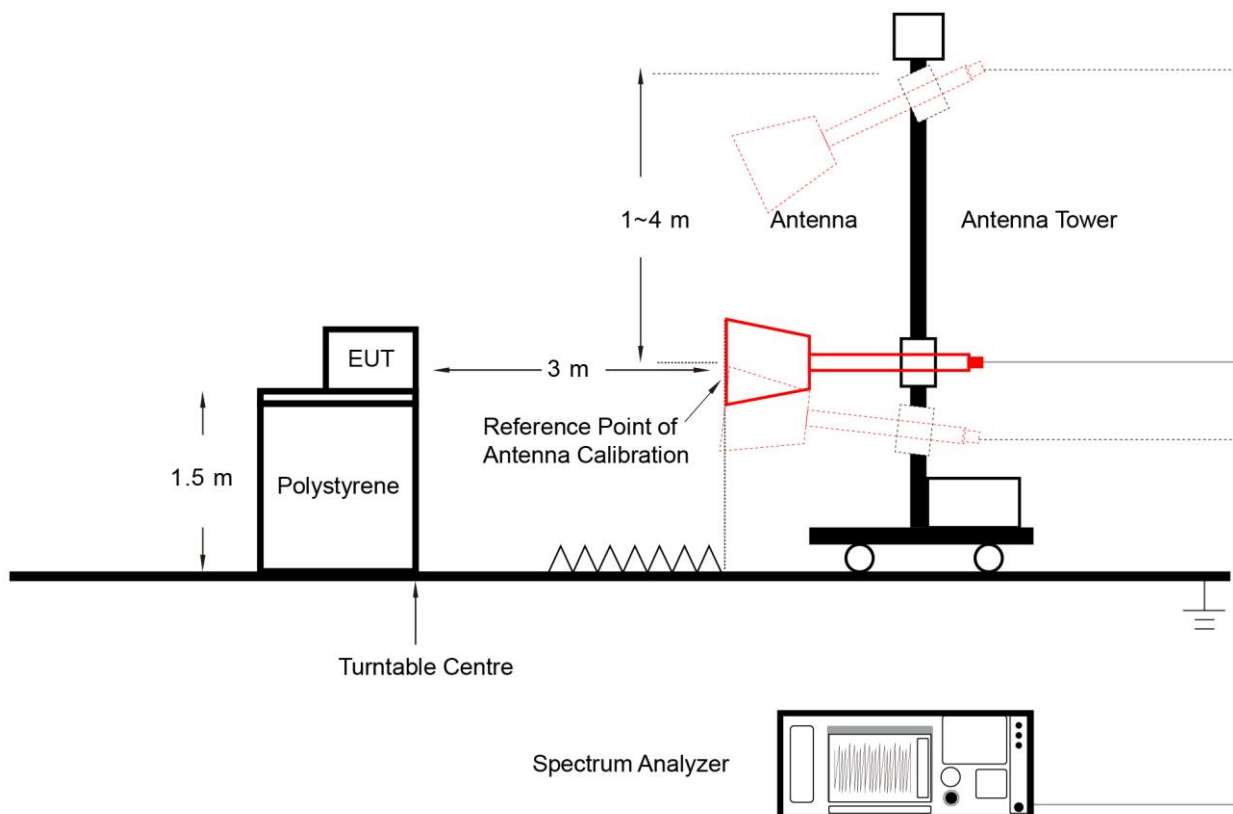 1~4 m
Antenna
Antenna Tower
EUT
3 m
Reference Point of
Antenna Calibration
1.5 m
Polystyrene
Turntable Centre
Spectrum Analyzer